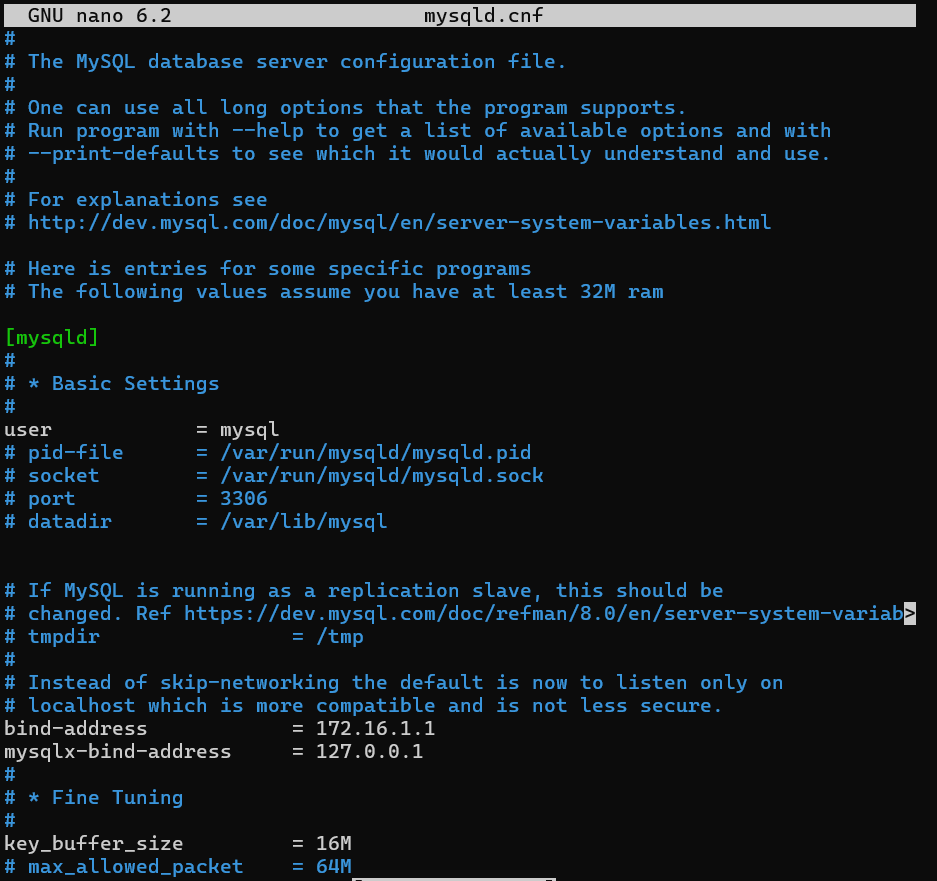 GNU nano 6.2                     mysqld.cnf
#
# The MySQL database server configuration file.
#
# One can use all long options that the program supports.
# Run program with --help to get a list of available options and with
# --print-defaults to see which it would actually understand and use.
#
# For explanations see
# http://dev.mysql.com/doc/mysql/en/server-system-variables.html

# Here is entries for some specific programs
# The following values assume you have at least 32M ram

[mysqld]
#
# * Basic Settings
#
user            = mysql
# pid-file      = /var/run/mysqld/mysqld.pid
# socket        = /var/run/mysqld/mysqld.sock
# port          = 3306
# datadir       = /var/lib/mysql


# If MySQL is running as a replication slave, this should be
# changed. Ref https://dev.mysql.com/doc/refman/8.0/en/server-system-variab>
# tmpdir                = /tmp
#
# Instead of skip-networking the default is now to listen only on
# localhost which is more compatible and is not less secure.
bind-address            = 172.16.1.1
mysqlx-bind-address     = 127.0.0.1
#
# * Fine Tuning
#
key_buffer_size         = 16M
# max_allowed_packet    = 64M